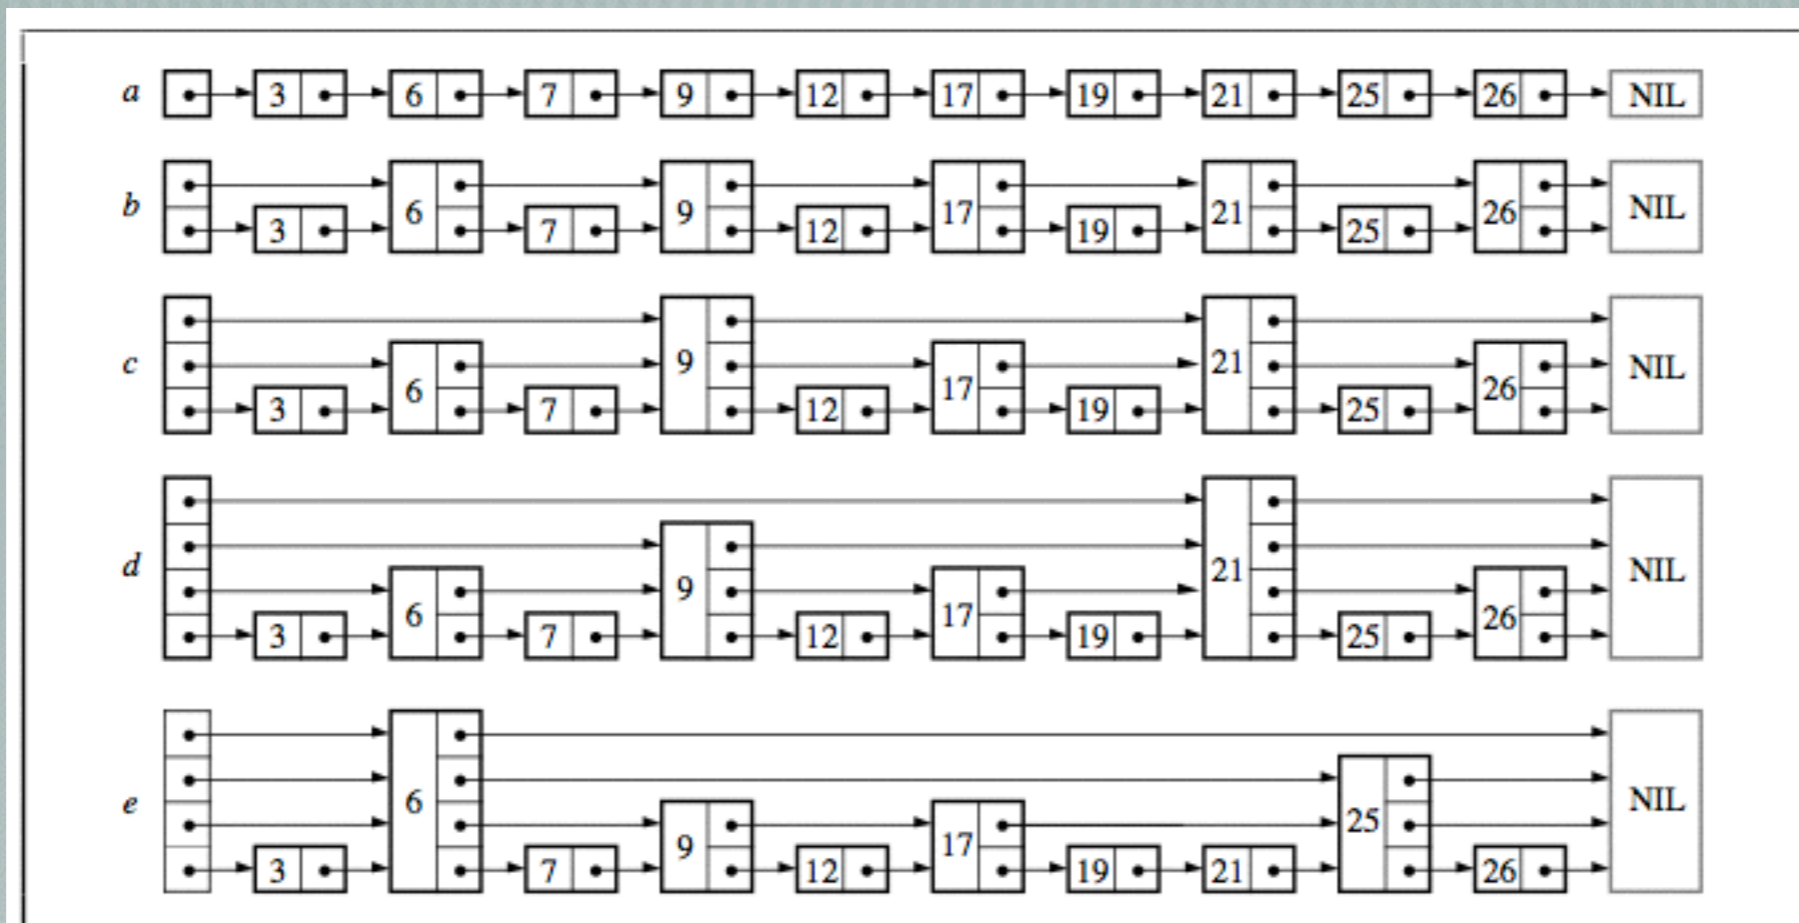 a 3 6 7 9 12 17 19 21 25 26 NIL
b 3 6 7 9 12 17 19 21 25 26 NIL
c 3 6 7 9 12 17 19 21 25 26 NIL
d 3 6 7 9 12 17 19 21 25 26 NIL
e 3 6 7 9 12 17 19 21 25 26 NIL